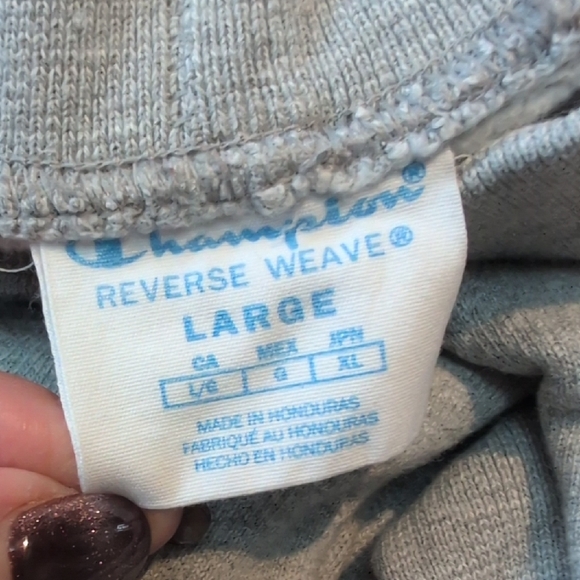 Champion®
REVERSE WEAVE®
LARGE
CA MEX JPN
L/G G XL
MADE IN HONDURAS
FABRIQUÉ AU HONDURAS
HECHO EN HONDURAS